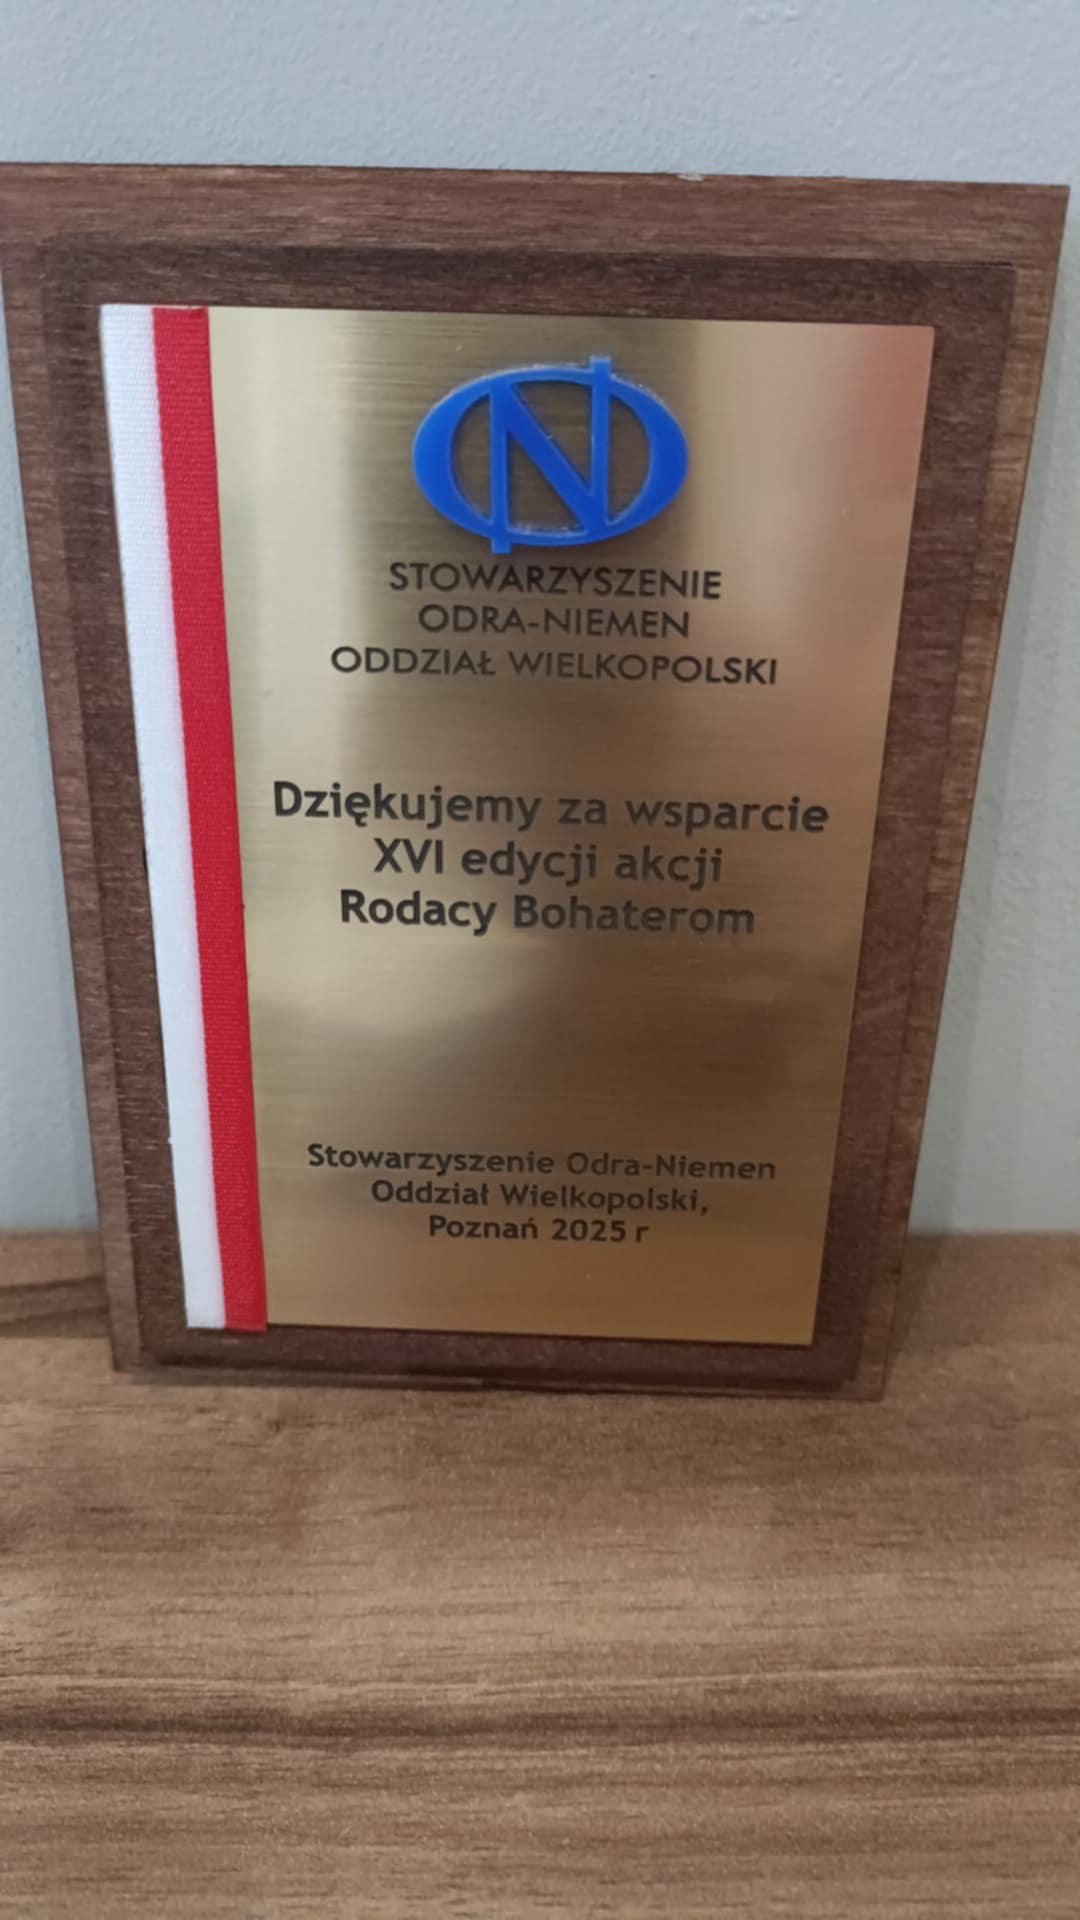 ON
STOWARZYSZENIE
ODRA-NIEMEN
ODDZIAŁ WIELKOPOLSKI
Dziękujemy za wsparcie
XVI edycji akcji
Rodacy Bohaterom
Stowarzyszenie Odra-Niemen
Oddział Wielkopolski,
Poznań 2025 r